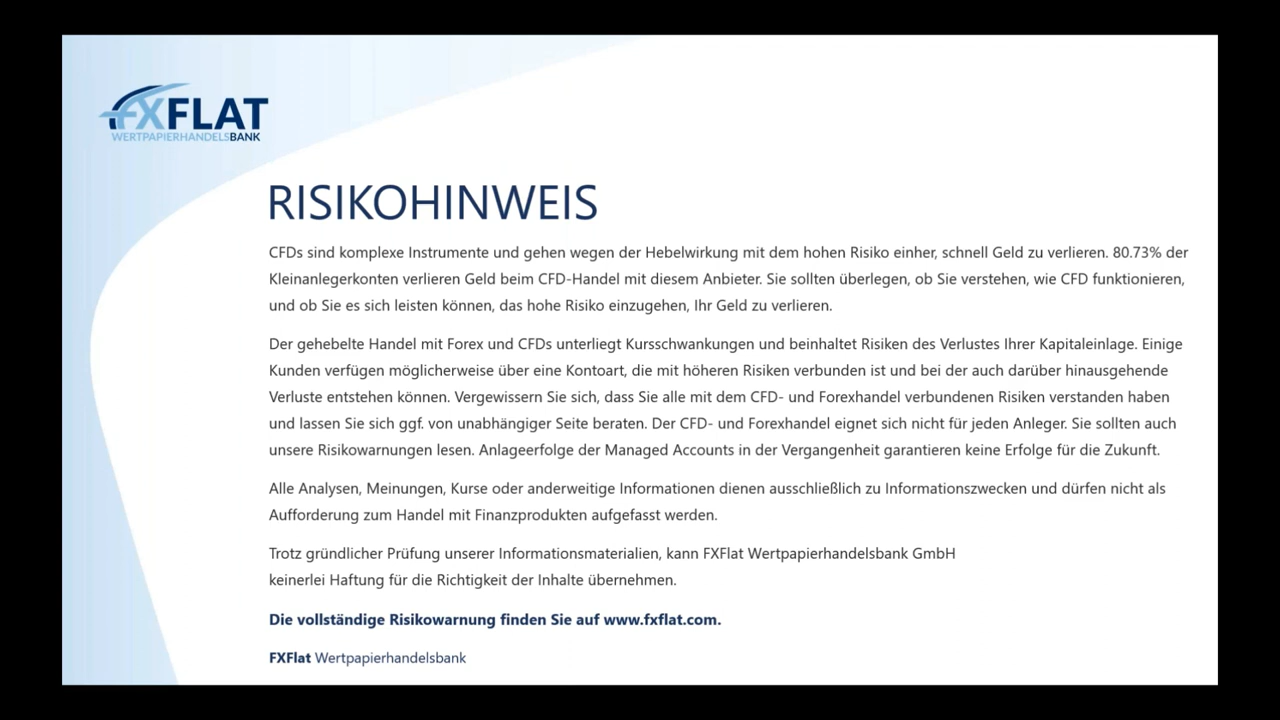 FXFLAT
WERTPAPIERHANDELSBANK
RISIKOHINWEIS
CFDs sind komplexe Instrumente und gehen wegen der Hebelwirkung mit dem hohen Risiko einher, schnell Geld zu verlieren. 80.73% der
Kleinanlegerkonten verlieren Geld beim CFD-Handel mit diesem Anbieter. Sie sollten überlegen, ob Sie verstehen, wie CFD funktionieren,
und ob Sie es sich leisten können, das hohe Risiko einzugehen, Ihr Geld zu verlieren.
Der gehebelte Handel mit Forex und CFDs unterliegt Kursschwankungen und beinhaltet Risiken des Verlustes Ihrer Kapitaleinlage. Einige
Kunden verfügen möglicherweise über eine Kontoart, die mit höheren Risiken verbunden ist und bei der auch darüber hinausgehende
Verluste entstehen können. Vergewissern Sie sich, dass Sie alle mit dem CFD- und Forexhandel verbundenen Risiken verstanden haben
und lassen Sie sich ggf. von unabhängiger Seite beraten. Der CFD- und Forexhandel eignet sich nicht für jeden Anleger. Sie sollten auch
unsere Risikowarnungen lesen. Anlageerfolge der Managed Accounts in der Vergangenheit garantieren keine Erfolge für die Zukunft.
Alle Analysen, Meinungen, Kurse oder anderweitige Informationen dienen ausschließlich zu Informationszwecken und dürfen nicht als
Aufforderung zum Handel mit Finanzprodukten aufgefasst werden.
Trotz gründlicher Prüfung unserer Informationsmaterialien, kann FXFlat Wertpapierhandelsbank GmbH
keinerlei Haftung für die Richtigkeit der Inhalte übernehmen.
Die vollständige Risikowarnung finden Sie auf www.fxflat.com.
FXFlat Wertpapierhandelsbank